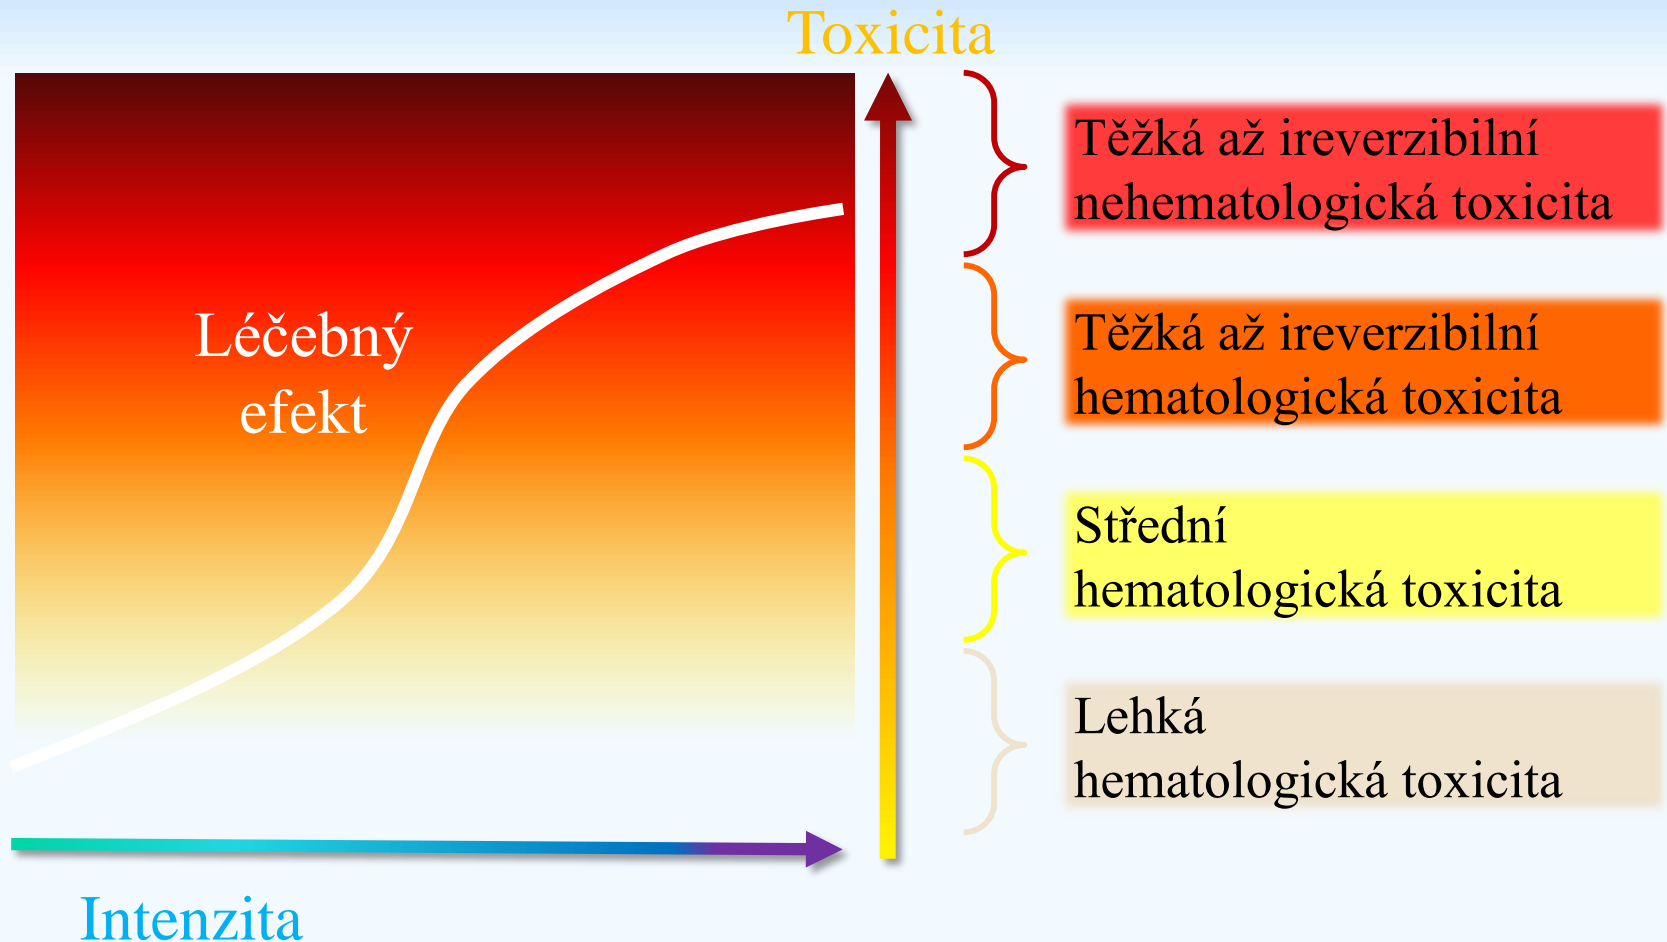 Toxicita
Těžká až ireverzibilní
nehematologická toxicita
Léčebný
efekt
Těžká až ireverzibilní
hematologická toxicita
Střední
hematologická toxicita
Lehká
hematologická toxicita
Intenzita